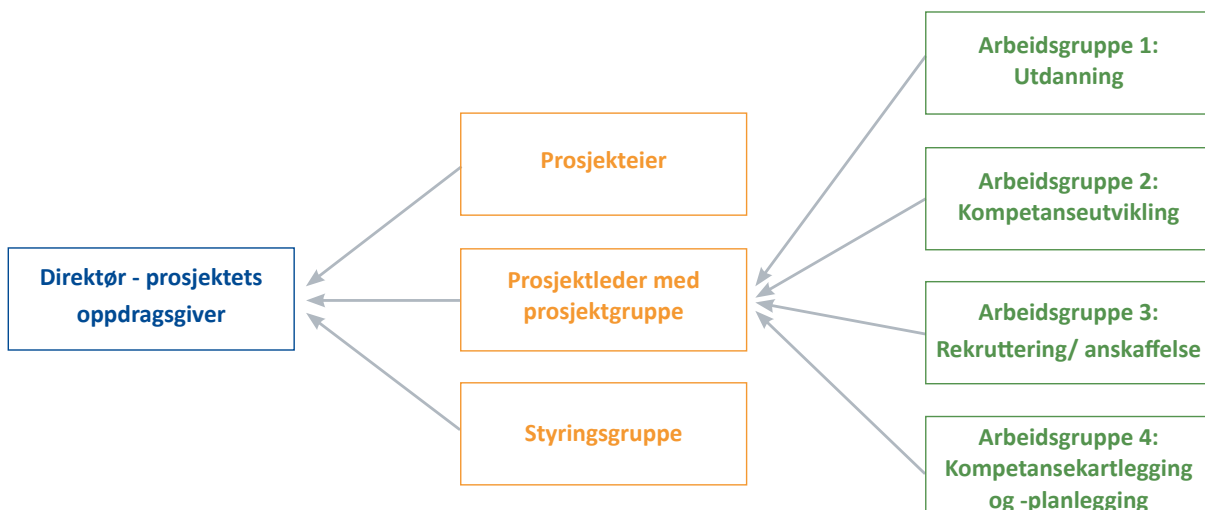 Direktør - prosjektets
oppdragsgiver
Prosjekteier
Prosjektleder med
prosjektgruppe
Styringsgruppe
Arbeidsgruppe 1:
Utdanning
Arbeidsgruppe 2:
Kompetanseutvikling
Arbeidsgruppe 3:
Rekruttering/ anskaffelse
Arbeidsgruppe 4:
Kompetansekartlegging
og -planlegging